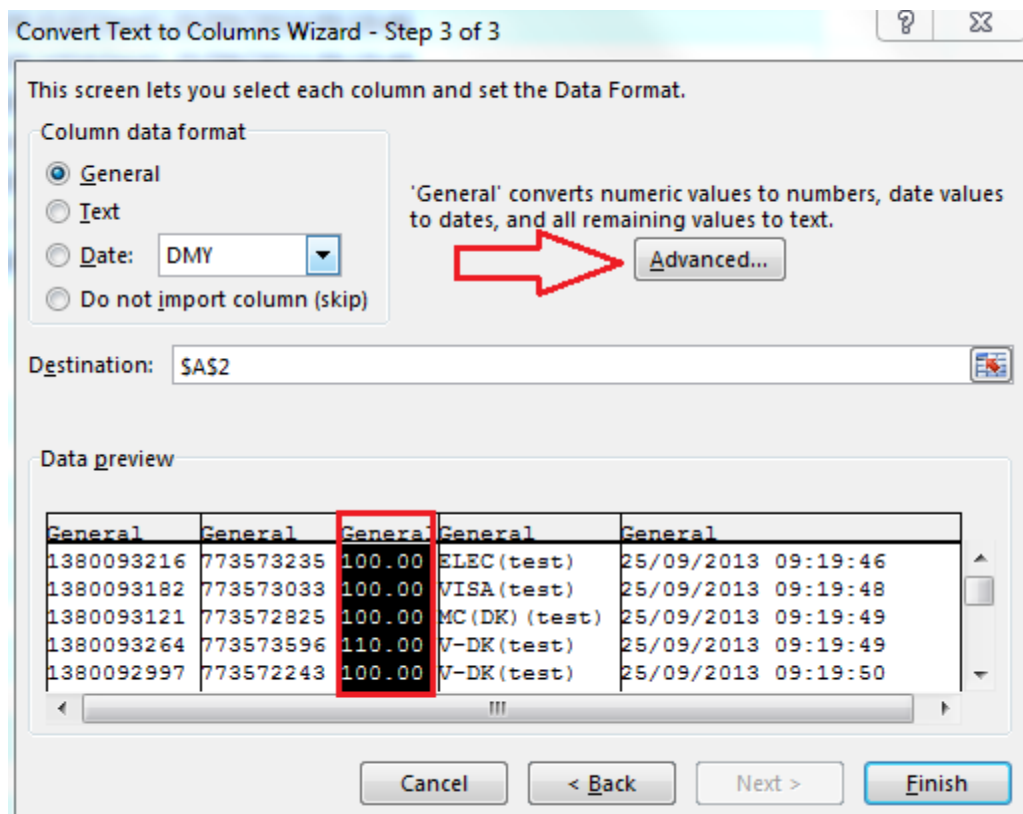 Convert Text to Columns Wizard - Step 3 of 3
This screen lets you select each column and set the Data Format.
Column data format
General
Text
Date: DMY
Do not import column (skip)
'General' converts numeric values to numbers, date values
to dates, and all remaining values to text.
Advanced...
Destination: $A$2
Data preview
General General General General General
1380093216 773573235 100.00 ELEC(test) 25/09/2013 09:19:46
1380093182 773573033 100.00 VISA(test) 25/09/2013 09:19:48
1380093121 773572825 100.00 MC(DK)(test) 25/09/2013 09:19:49
1380093264 773573596 110.00 V-DK(test) 25/09/2013 09:19:49
1380092997 773572243 100.00 V-DK(test) 25/09/2013 09:19:50
Cancel < Back Next > Finish